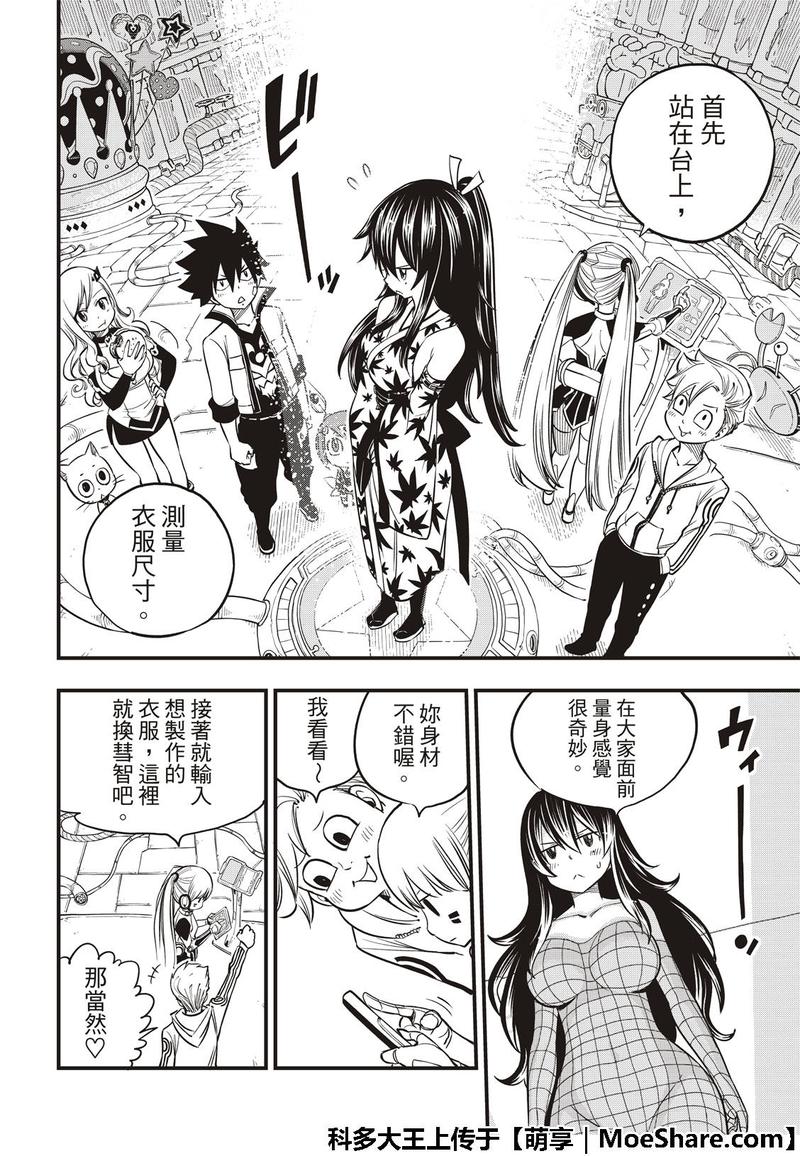 首先
站在台上，
ビーッ
測量
衣服尺寸。
在大家面前
量身感覺
很奇妙。
妳身材
不錯喔。
我看看～
接著就輸入
想製作的
衣服，這裡
就換彗智吧。
那當然♡
科多大王上传于【萌享｜MoeShare.com】